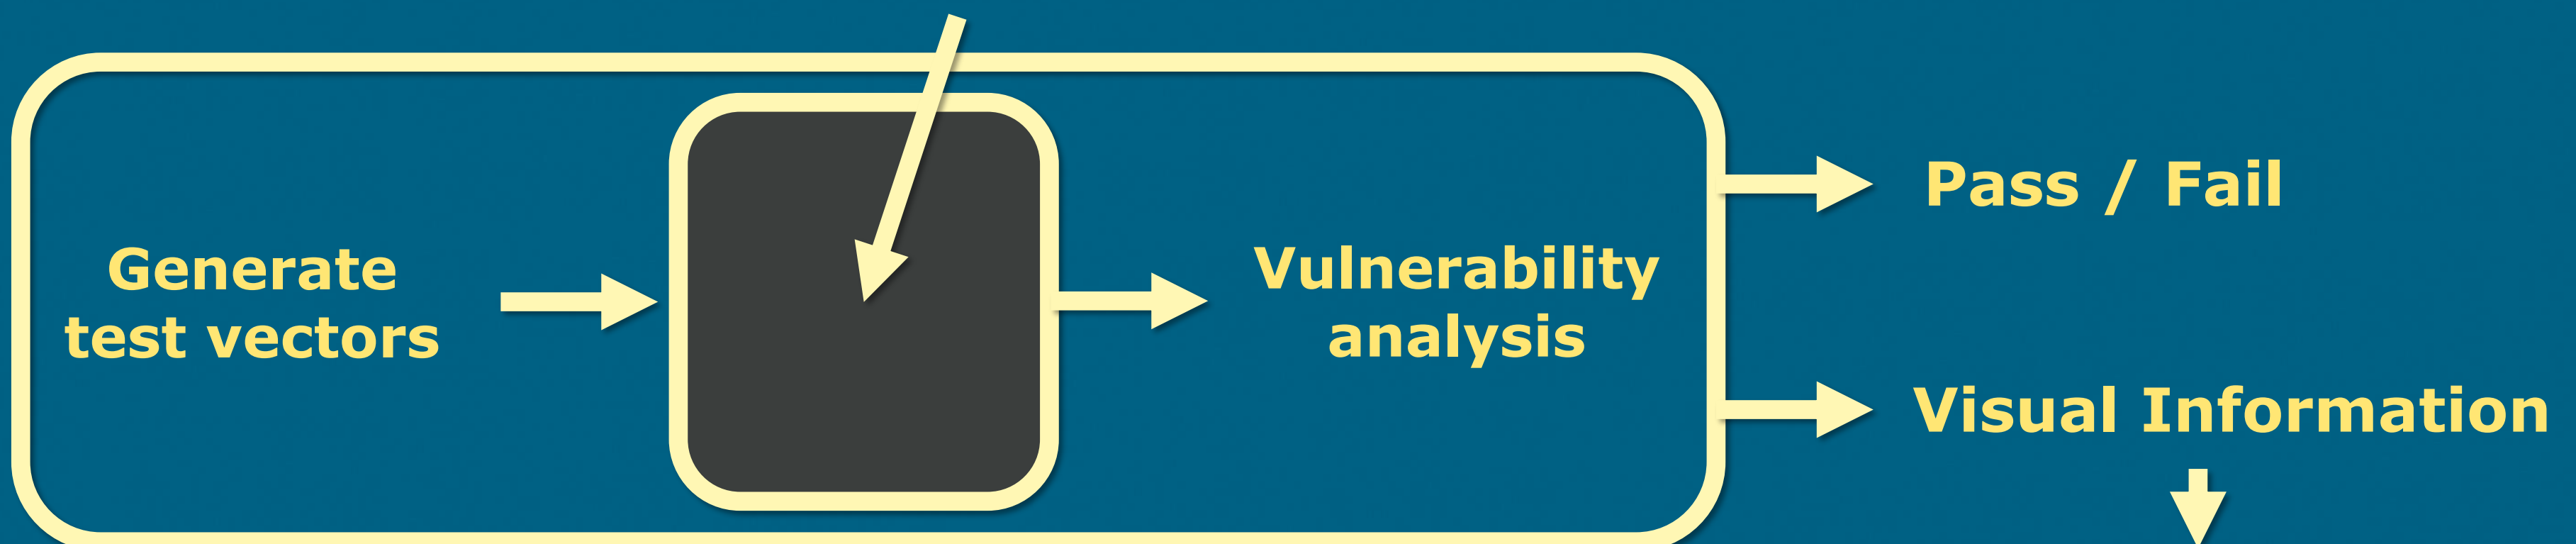 Generate
test vectors
Vulnerability
analysis
Pass / Fail
Visual Information